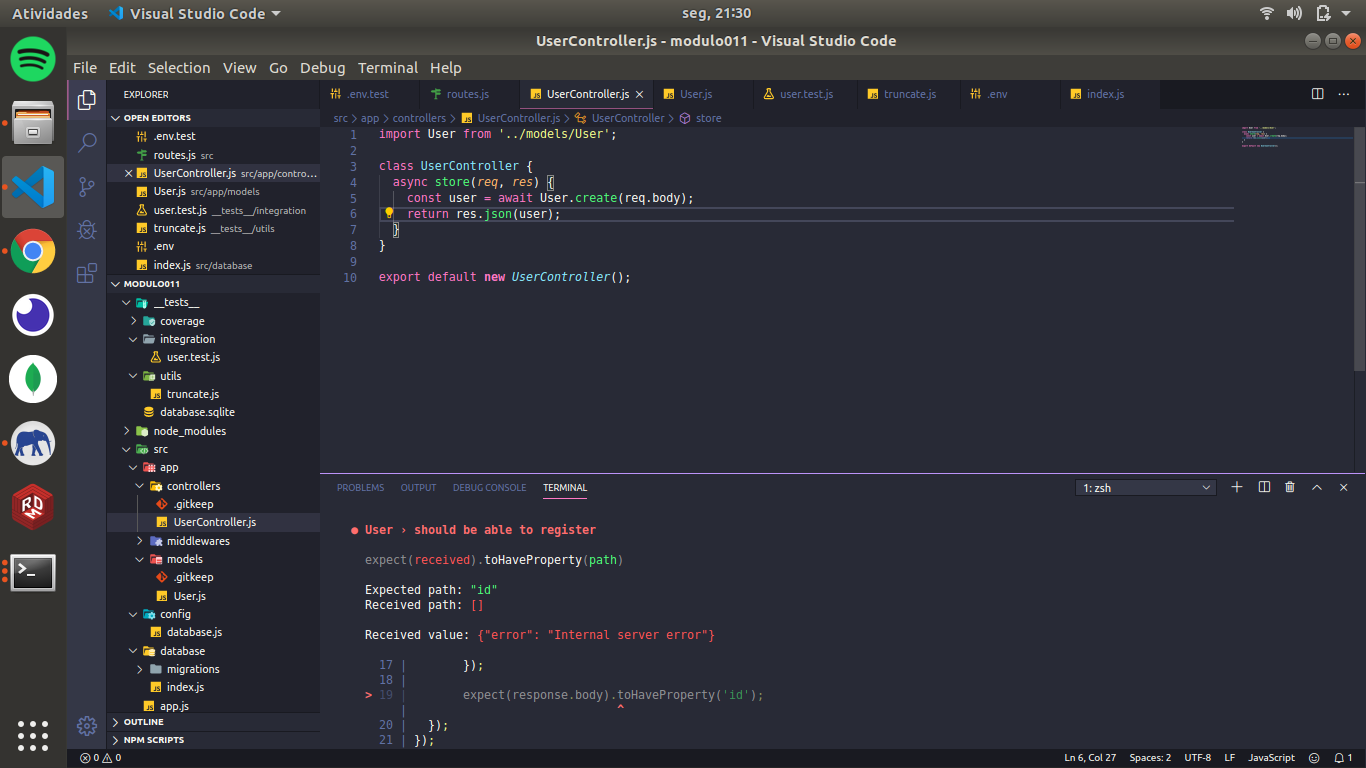 Atividades Visual Studio Code seg, 21:30
UserController.js - modulo011 - Visual Studio Code
File Edit Selection View Go Debug Terminal Help
EXPLORER
OPEN EDITORS
.env.test
routes.js src
UserController.js src/app/contro...
User.js src/app/models
user.test.js __tests__/integration
truncate.js __tests__/utils
.env
index.js src/database
MODULO011
__tests__
coverage
integration
user.test.js
utils
truncate.js
database.sqlite
node_modules
src
app
controllers
.gitkeep
UserController.js
middlewares
models
.gitkeep
User.js
config
database.js
database
migrations
index.js
app.js
OUTLINE
NPM SCRIPTS
.env.test routes.js UserController.js User.js user.test.js truncate.js .env index.js
src > app > controllers > UserController.js > UserController > store
1 import User from '../models/User';
2
3 class UserController {
4 async store(req, res) {
5 const user = await User.create(req.body);
6 return res.json(user);
7 }
8 }
9
10 export default new UserController();
PROBLEMS OUTPUT DEBUG CONSOLE TERMINAL 1: zsh
● User › should be able to register
expect(received).toHaveProperty(path)
Expected path: "id"
Received path: []
Received value: {"error": "Internal server error"}
17 | });
18 |
> 19 | expect(response.body).toHaveProperty('id');
| ^
20 | });
21 | });
0 0 Ln 6, Col 27 Spaces: 2 UTF-8 LF JavaScript 1